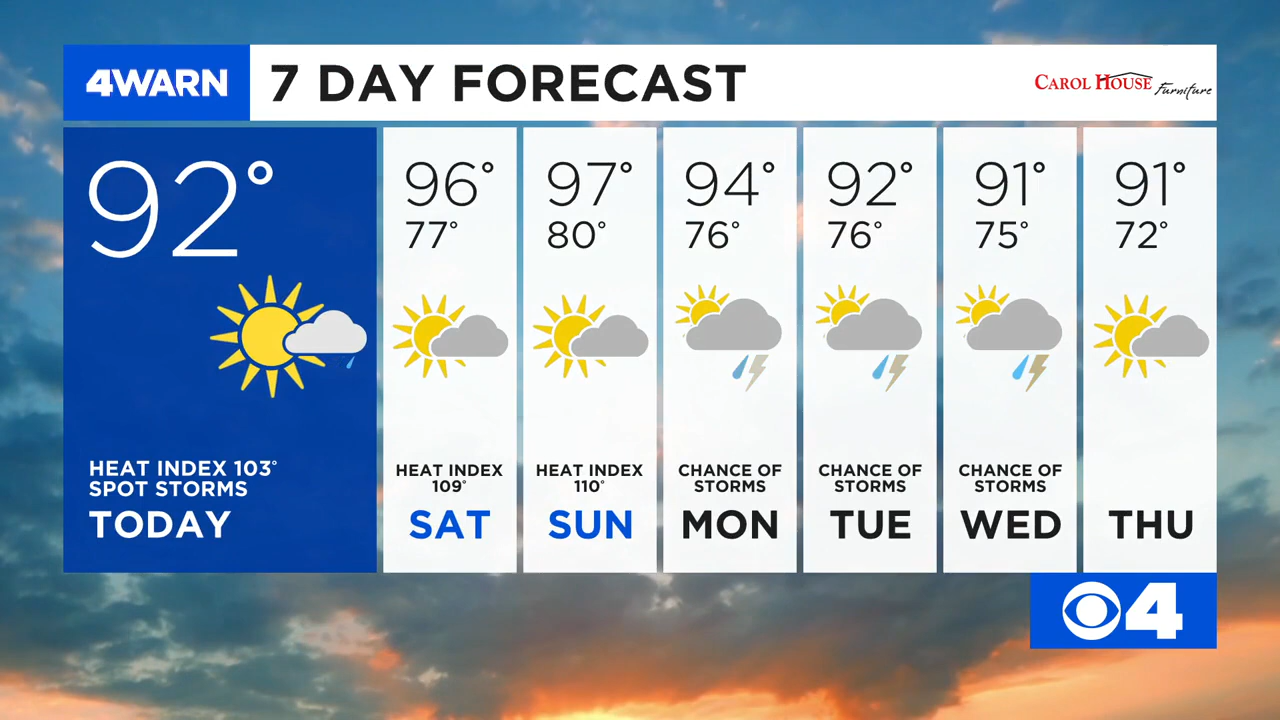 4WARN
7 DAY FORECAST
CAROL HOUSE
Furniture
92°
HEAT INDEX 103°
SPOT STORMS
TODAY
96°
77°
HEAT INDEX
109°
SAT
97°
80°
HEAT INDEX
110°
SUN
94°
76°
CHANCE OF
STORMS
MON
92°
76°
CHANCE OF
STORMS
TUE
91°
75°
CHANCE OF
STORMS
WED
91°
72°
THU
4